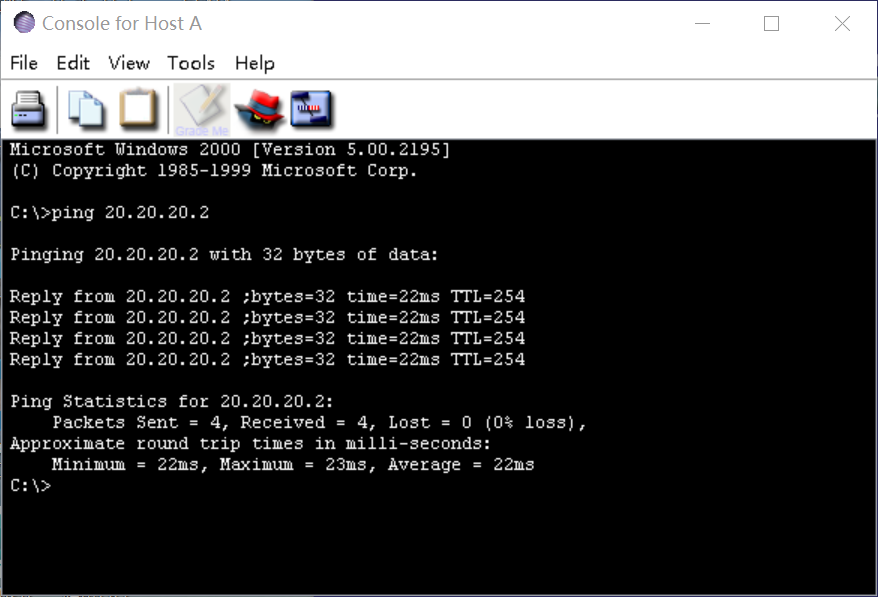 Console for Host A
File Edit View Tools Help
Grade Me
Microsoft Windows 2000 [Version 5.00.2195]
(C) Copyright 1985-1999 Microsoft Corp.
C:\>ping 20.20.20.2
Pinging 20.20.20.2 with 32 bytes of data:
Reply from 20.20.20.2 ;bytes=32 time=22ms TTL=254
Reply from 20.20.20.2 ;bytes=32 time=22ms TTL=254
Reply from 20.20.20.2 ;bytes=32 time=22ms TTL=254
Reply from 20.20.20.2 ;bytes=32 time=22ms TTL=254
Ping Statistics for 20.20.20.2:
Packets Sent = 4, Received = 4, Lost = 0 (0% loss),
Approximate round trip times in milli-seconds:
Minimum = 22ms, Maximum = 23ms, Average = 22ms
C:\>